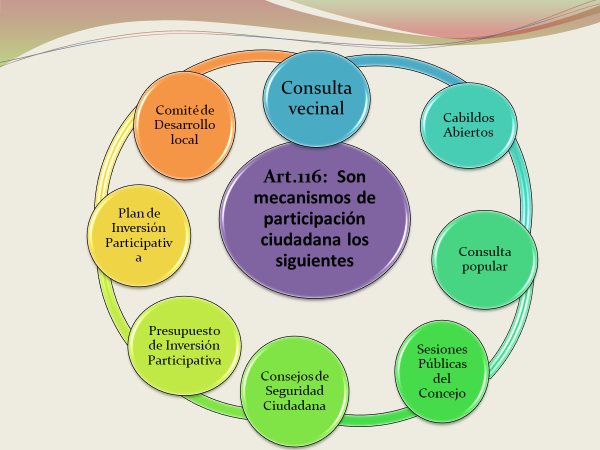 Art.116: Son
mecanismos de
participación
ciudadana los
siguientes
Consulta
vecinal
Cabildos
Abiertos
Consulta
popular
Sesiones
Públicas
del
Concejo
Consejos de
Seguridad
Ciudadana
Presupuesto
de Inversión
Participativa
Plan de
Inversión
Participativ
a
Comité de
Desarrollo
local